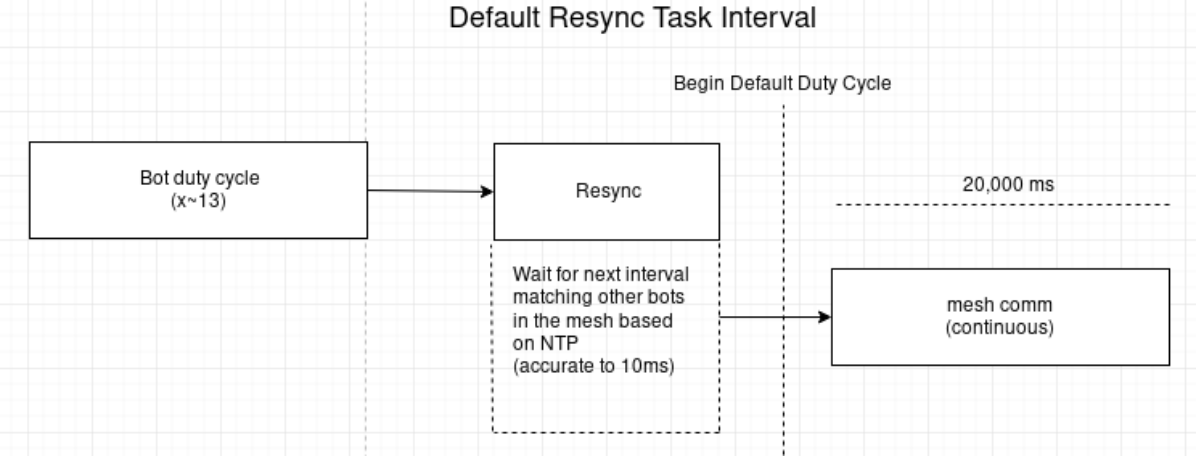 Default Resync Task Interval
Begin Default Duty Cycle
Bot duty cycle
(x~13)
Resync
20,000 ms
Wait for next interval
matching other bots
in the mesh based
on NTP
(accurate to 10ms)
mesh comm
(continuous)